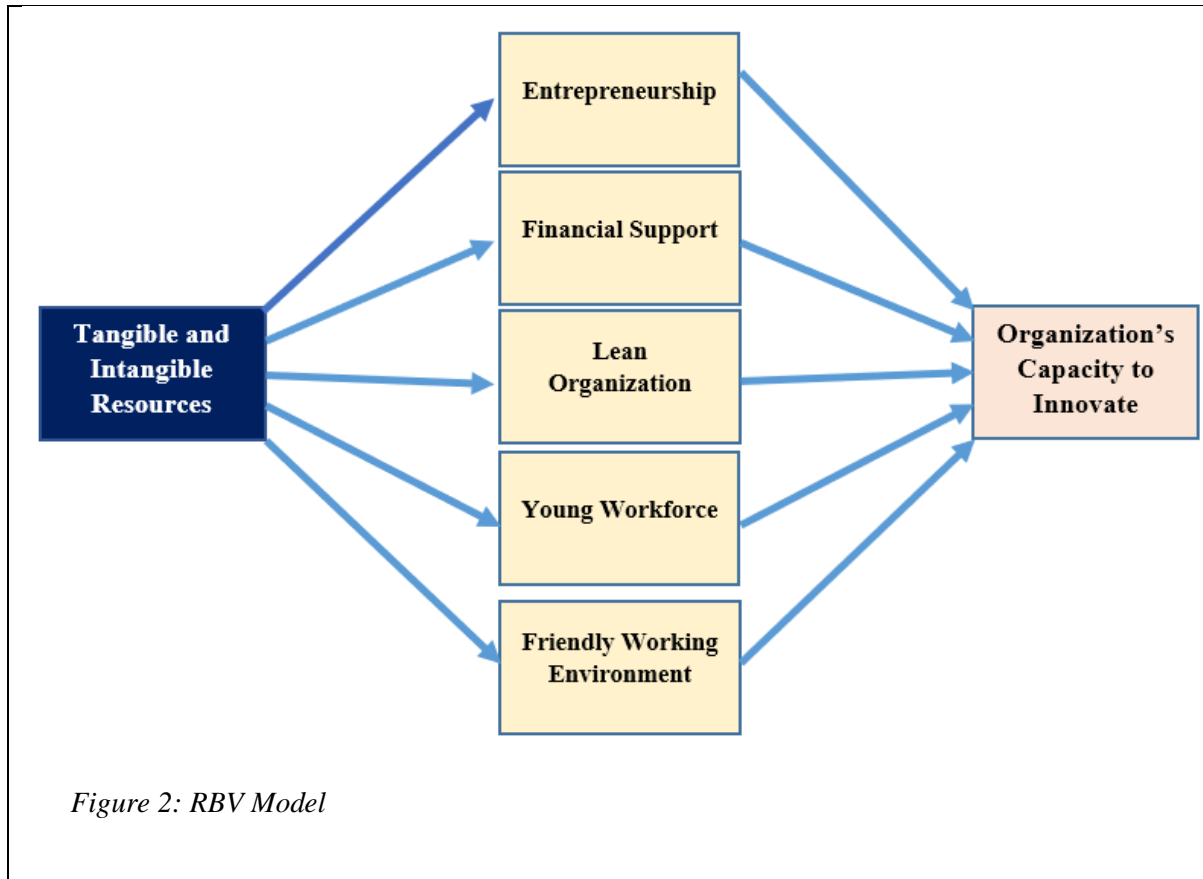 Entrepreneurship
Financial Support
Tangible and
Intangible
Resources
Lean
Organization
Organization’s
Capacity to
Innovate
Young Workforce
Friendly Working
Environment
Figure 2: RBV Model